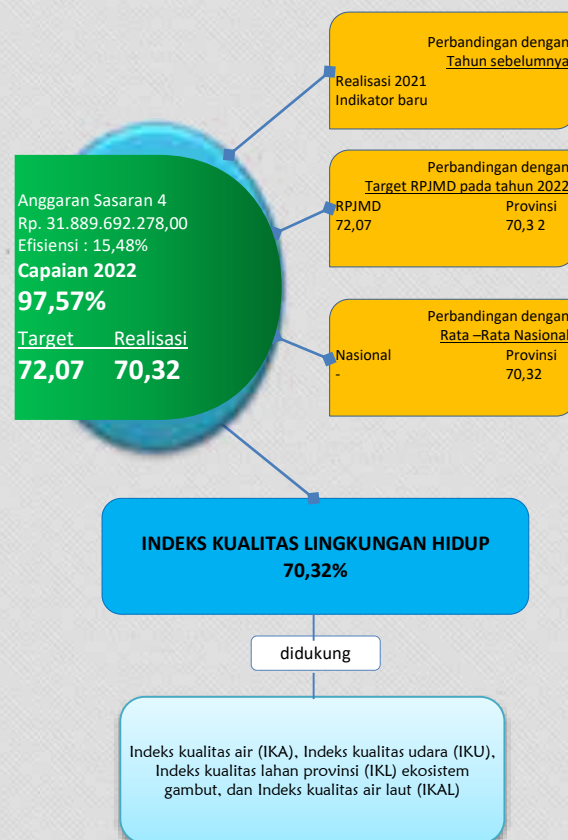 Perbandingan dengan
Tahun sebelumnya
Realisasi 2021
Indikator baru
Perbandingan dengan
Target RPJMD pada tahun 2022
RPJMD Provinsi
72,07 70,3 2
Anggaran Sasaran 4
Rp. 31.889.692.278,00
Efisiensi : 15,48%
Capaian 2022
97,57%
Target Realisasi
72,07 70,32
Perbandingan dengan
Rata –Rata Nasional
Nasional Provinsi
- 70,32
INDEKS KUALITAS LINGKUNGAN HIDUP
70,32%
didukung
Indeks kualitas air (IKA), Indeks kualitas udara (IKU),
Indeks kualitas lahan provinsi (IKL) ekosistem
gambut, dan Indeks kualitas air laut (IKAL)